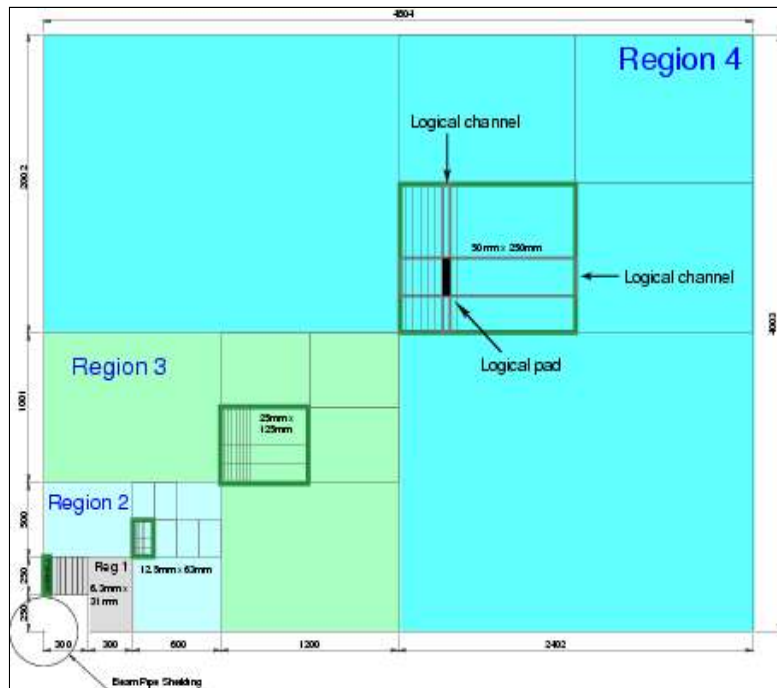 4804
Region 4
Logical channel
2002
50mm x 250mm
Logical channel
4003
Logical pad
Region 3
1001
25mm x
125mm
Region 2
500
Reg 1
12.5mm x 63mm
250
6.3mm x
31mm
250
300
300
600
1200
2402
Beam Pipe Shielding